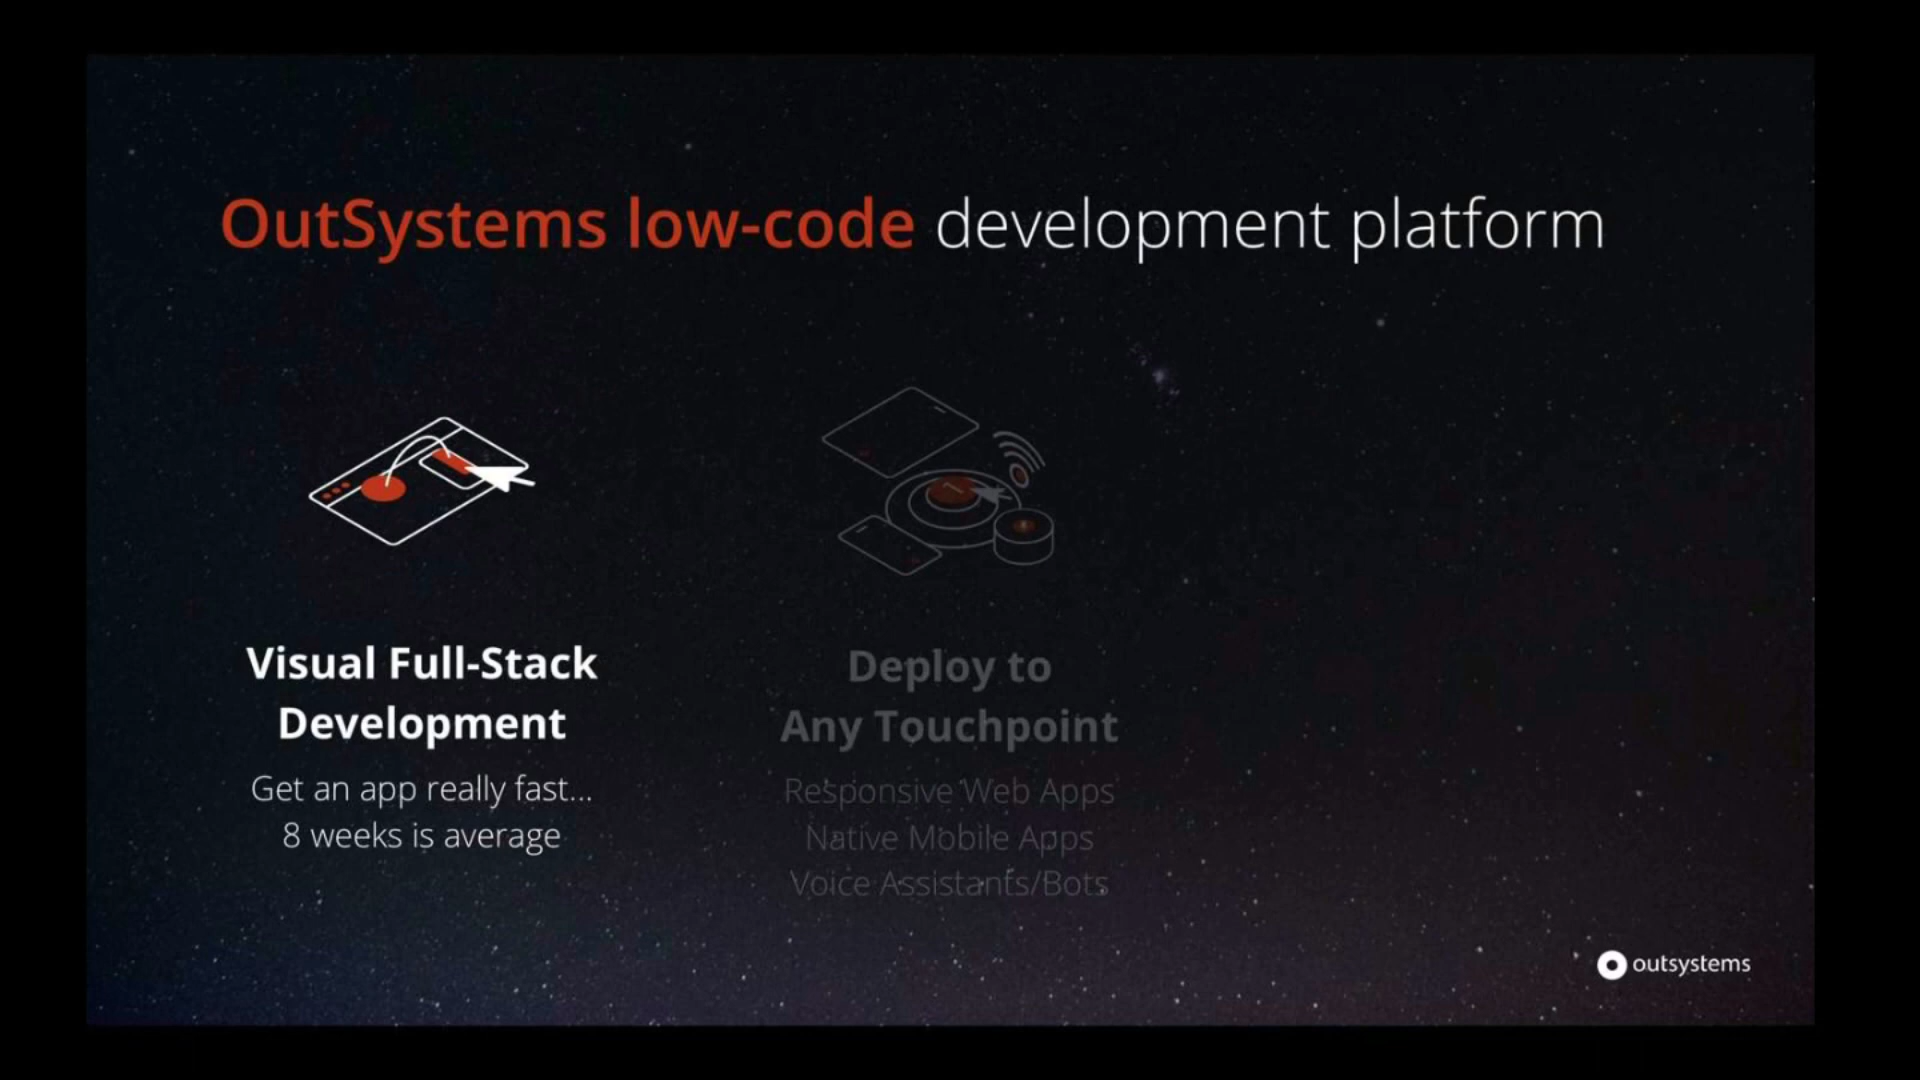 OutSystems low-code development platform
Visual Full-Stack
Development
Get an app really fast...
8 weeks is average
Deploy to
Any Touchpoint
Responsive Web Apps
Native Mobile Apps
Voice Assistants/Bots
outsystems